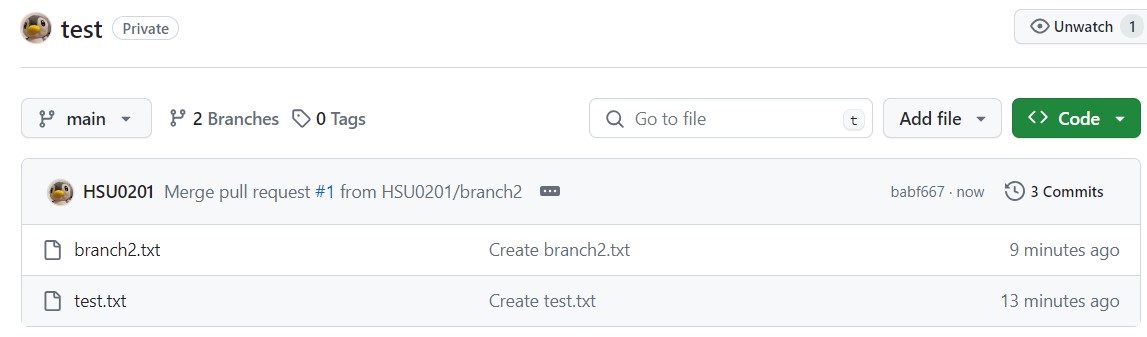 test Private Unwatch 1
main 2 Branches 0 Tags Go to file t Add file Code
HSU0201 Merge pull request #1 from HSU0201/branch2 babf667 · now 3 Commits
branch2.txt Create branch2.txt 9 minutes ago
test.txt Create test.txt 13 minutes ago